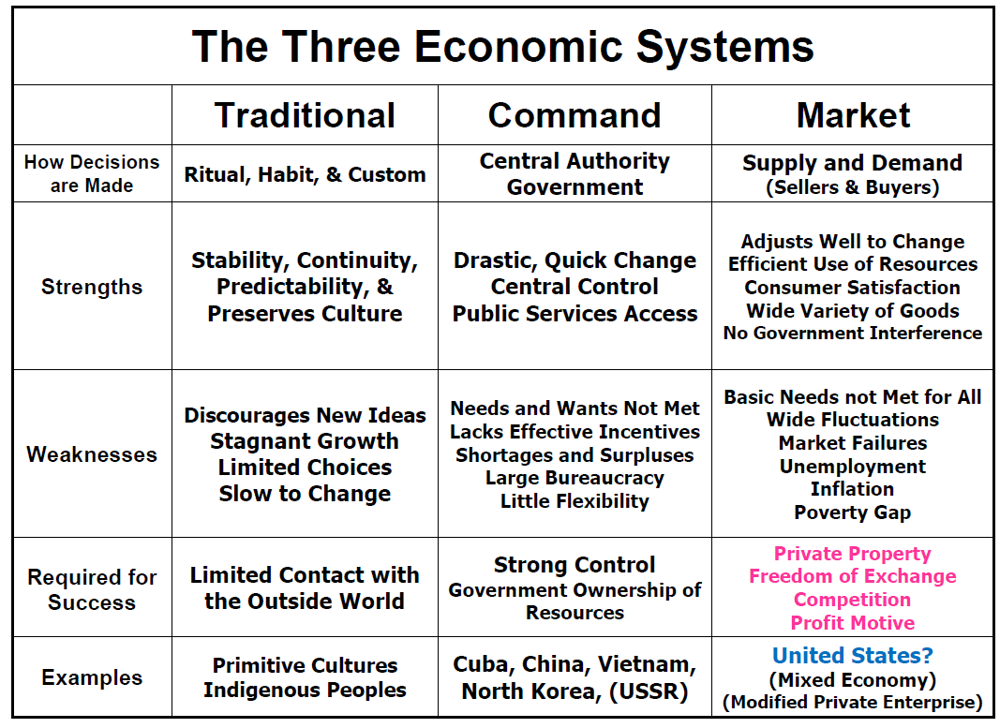 The Three Economic Systems
Traditional
Command
Market
How Decisions
are Made
Ritual, Habit, & Custom
Central Authority
Government
Supply and Demand
(Sellers & Buyers)
Strengths
Stability, Continuity,
Predictability, &
Preserves Culture
Drastic, Quick Change
Central Control
Public Services Access
Adjusts Well to Change
Efficient Use of Resources
Consumer Satisfaction
Wide Variety of Goods
No Government Interference
Weaknesses
Discourages New Ideas
Stagnant Growth
Limited Choices
Slow to Change
Needs and Wants Not Met
Lacks Effective Incentives
Shortages and Surpluses
Large Bureaucracy
Little Flexibility
Basic Needs not Met for All
Wide Fluctuations
Market Failures
Unemployment
Inflation
Poverty Gap
Required for
Success
Limited Contact with
the Outside World
Strong Control
Government Ownership of
Resources
Private Property
Freedom of Exchange
Competition
Profit Motive
Examples
Primitive Cultures
Indigenous Peoples
Cuba, China, Vietnam,
North Korea, (USSR)
United States?
(Mixed Economy)
(Modified Private Enterprise)